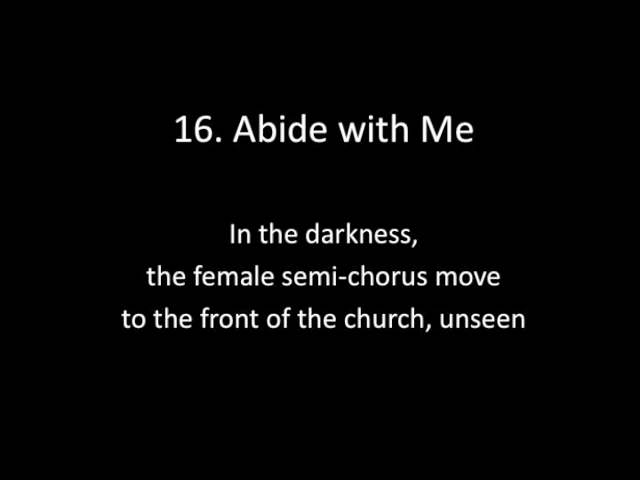 16. Abide with Me
In the darkness,
the female semi-chorus move
to the front of the church, unseen